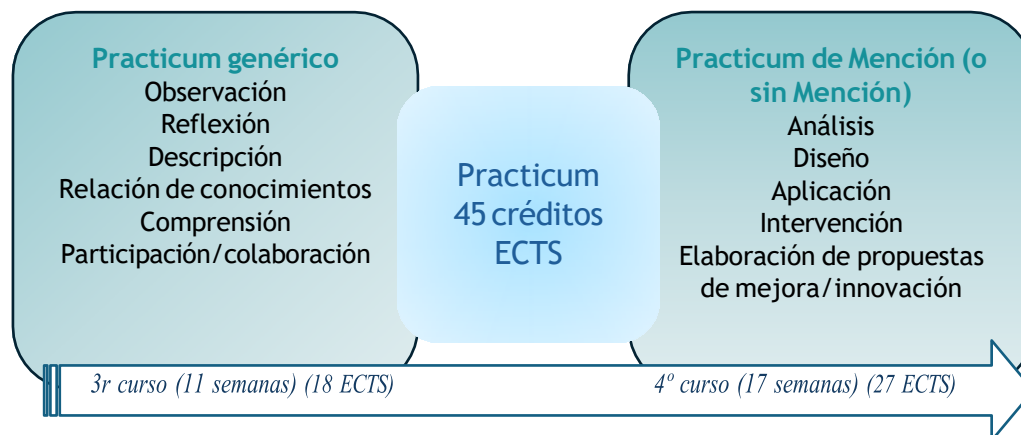 Practicum genérico
Observación
Reflexión
Descripción
Relación de conocimientos
Comprensión
Participación/colaboración
Practicum
45 créditos
ECTS
Practicum de Mención (o
sin Mención)
Análisis
Diseño
Aplicación
Intervención
Elaboración de propuestas
de mejora/innovación
3r curso (11 semanas) (18 ECTS)
4º curso (17 semanas) (27 ECTS)